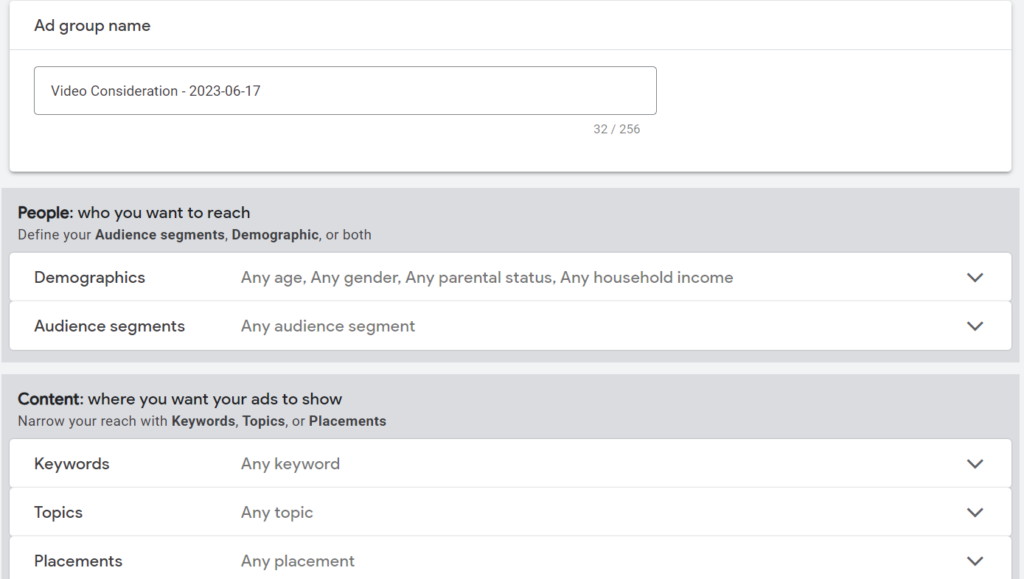 Ad group name
Video Consideration - 2023-06-17
32 / 256
People: who you want to reach
Define your Audience segments, Demographic, or both
Demographics Any age, Any gender, Any parental status, Any household income
Audience segments Any audience segment
Content: where you want your ads to show
Narrow your reach with Keywords, Topics, or Placements
Keywords Any keyword
Topics Any topic
Placements Any placement